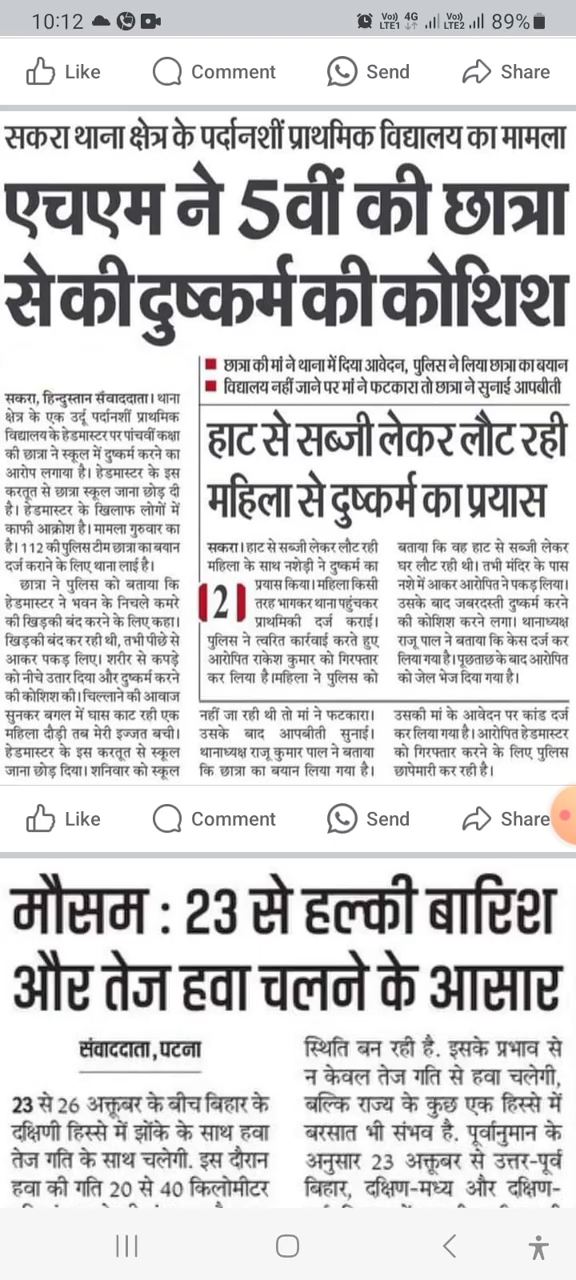 10:12
Vo) 4G Vo)
LTE1 LTE2 89%
Like Comment Send Share
सकरा थाना क्षेत्र के पर्दानशीं प्राथमिक विद्यालय का मामला
एचएम ने 5वीं की छात्रा
से की दुष्कर्म की कोशिश
छात्रा की मां ने थाना में दिया आवेदन, पुलिस ने लिया छात्रा का बयान
विद्यालय नहीं जाने पर मां ने फटकारा तो छात्रा ने सुनाई आपबीती
सकरा, हिन्दुस्तान संवाददाता। थाना
क्षेत्र के एक उर्दू पर्दानशीं प्राथमिक
विद्यालय के हेडमास्टर पर पांचवीं कक्षा
की छात्रा ने स्कूल में दुष्कर्म करने का
आरोप लगाया है। हेडमास्टर के इस
करतूत से छात्रा स्कूल जाना छोड़ दी
है। हेडमास्टर के खिलाफ लोगों में
काफी आक्रोश है। मामला गुरुवार का
है। 112 की पुलिस टीम छात्रा का बयान
दर्ज कराने के लिए थाना लाई है।
छात्रा ने पुलिस को बताया कि
हेडमास्टर ने भवन के निचले कमरे
की खिड़की बंद करने के लिए कहा।
खिड़की बंद कर रही थी, तभी पीछे से
आकर पकड़ लिए। शरीर से कपड़े
को नीचे उतार दिया और दुष्कर्म करने
की कोशिश की। चिल्लाने की आवाज
सुनकर बगल में घास काट रही एक
महिला दौड़ी तब मेरी इज्जत बची।
हेडमास्टर के इस करतूत से स्कूल
जाना छोड़ दिया। शनिवार को स्कूल
नहीं जा रही थी तो मां ने फटकारा।
उसके बाद आपबीती सुनाई।
थानाध्यक्ष राजू कुमार पाल ने बताया
कि छात्रा का बयान लिया गया है।
उसकी मां के आवेदन पर कांड दर्ज
कर लिया गया है। आरोपित हेडमास्टर
को गिरफ्तार करने के लिए पुलिस
छापेमारी कर रही है।
हाट से सब्जी लेकर लौट रही
महिला से दुष्कर्म का प्रयास
सकरा। हाट से सब्जी लेकर लौट रही
महिला के साथ नशेड़ी ने दुष्कर्म का
प्रयास किया। महिला किसी
तरह भागकर थाना पहुंचकर
2
प्राथमिकी दर्ज कराई।
पुलिस ने त्वरित कार्रवाई करते हुए
आरोपित राकेश कुमार को गिरफ्तार
कर लिया है। महिला ने पुलिस को
बताया कि वह हाट से सब्जी लेकर
घर लौट रही थी। तभी मंदिर के पास
नशे में आकर आरोपित ने पकड़ लिया।
उसके बाद जबरदस्ती दुष्कर्म करने
की कोशिश करने लगा। थानाध्यक्ष
राजू पाल ने बताया कि केस दर्ज कर
लिया गया है। पूछताछ के बाद आरोपित
को जेल भेज दिया गया है।
Like Comment Send Share
मौसम : 23 से हल्की बारिश
और तेज हवा चलने के आसार
संवाददाता, पटना
23 से 26 अक्तूबर के बीच बिहार के
दक्षिणी हिस्से में झोंके के साथ हवा
तेज गति के साथ चलेगी. इस दौरान
हवा की गति 20 से 40 किलोमीटर
स्थिति बन रही है. इसके प्रभाव से
न केवल तेज गति से हवा चलेगी,
बल्कि राज्य के कुछ एक हिस्से में
बरसात भी संभव है. पूर्वानुमान के
अनुसार 23 अक्तूबर से उत्तर-पूर्व
बिहार, दक्षिण-मध्य और दक्षिण-